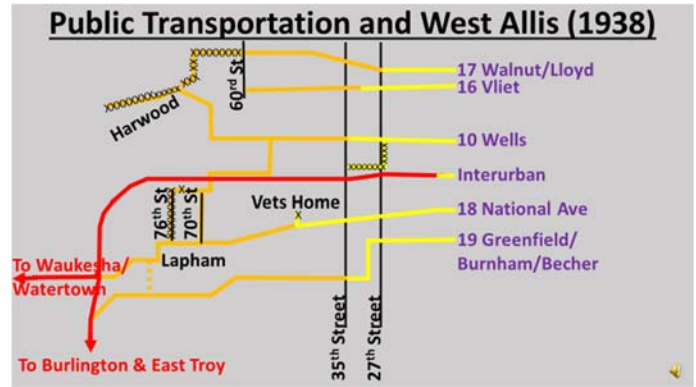 Public Transportation and West Allis (1938)
60rd St
17 Walnut/Lloyd
16 Vliet
Harwood
10 Wells
Interurban
76th St
70th St
Vets Home
18 National Ave
19 Greenfield/
Burnham/Becher
Lapham
To Waukesha/
Watertown
35th Street
27th Street
To Burlington & East Troy